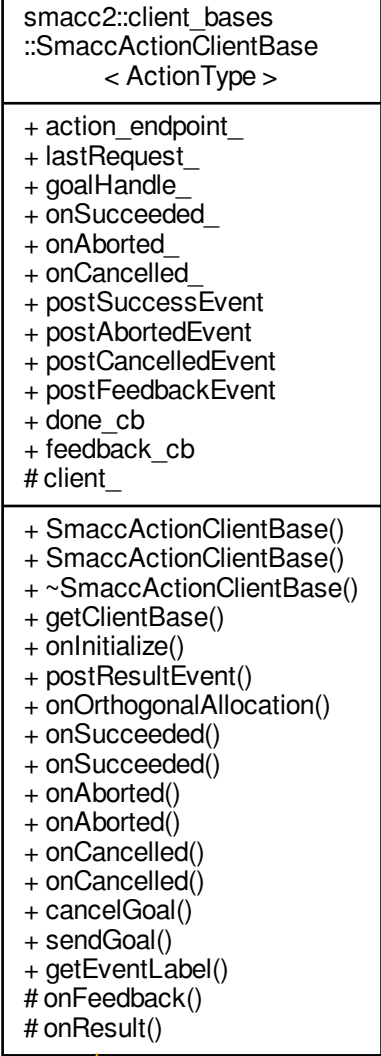 smacc2::client_bases
::SmaccActionClientBase
< ActionType >
+ action_endpoint_
+ lastRequest_
+ goalHandle_
+ onSucceeded_
+ onAborted_
+ onCancelled_
+ postSuccessEvent
+ postAbortedEvent
+ postCancelledEvent
+ postFeedbackEvent
+ done_cb
+ feedback_cb
# client_
+ SmaccActionClientBase()
+ SmaccActionClientBase()
+ ~SmaccActionClientBase()
+ getClientBase()
+ onInitialize()
+ postResultEvent()
+ onOrthogonalAllocation()
+ onSucceeded()
+ onSucceeded()
+ onAborted()
+ onAborted()
+ onCancelled()
+ onCancelled()
+ cancelGoal()
+ sendGoal()
+ getEventLabel()
# onFeedback()
# onResult()